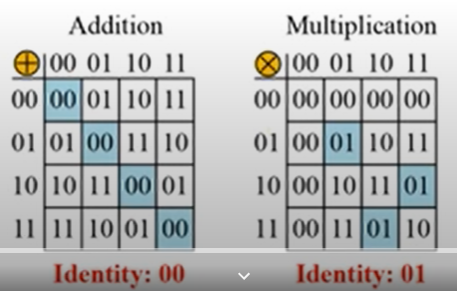 Addition
⊕ 00 01 10 11
00 00 01 10 11
01 01 00 11 10
10 10 11 00 01
11 11 10 01 00
Identity: 00
Multiplication
⊗ 00 01 10 11
00 00 00 00 00
01 00 01 10 11
10 00 10 11 01
11 00 11 01 10
Identity: 01